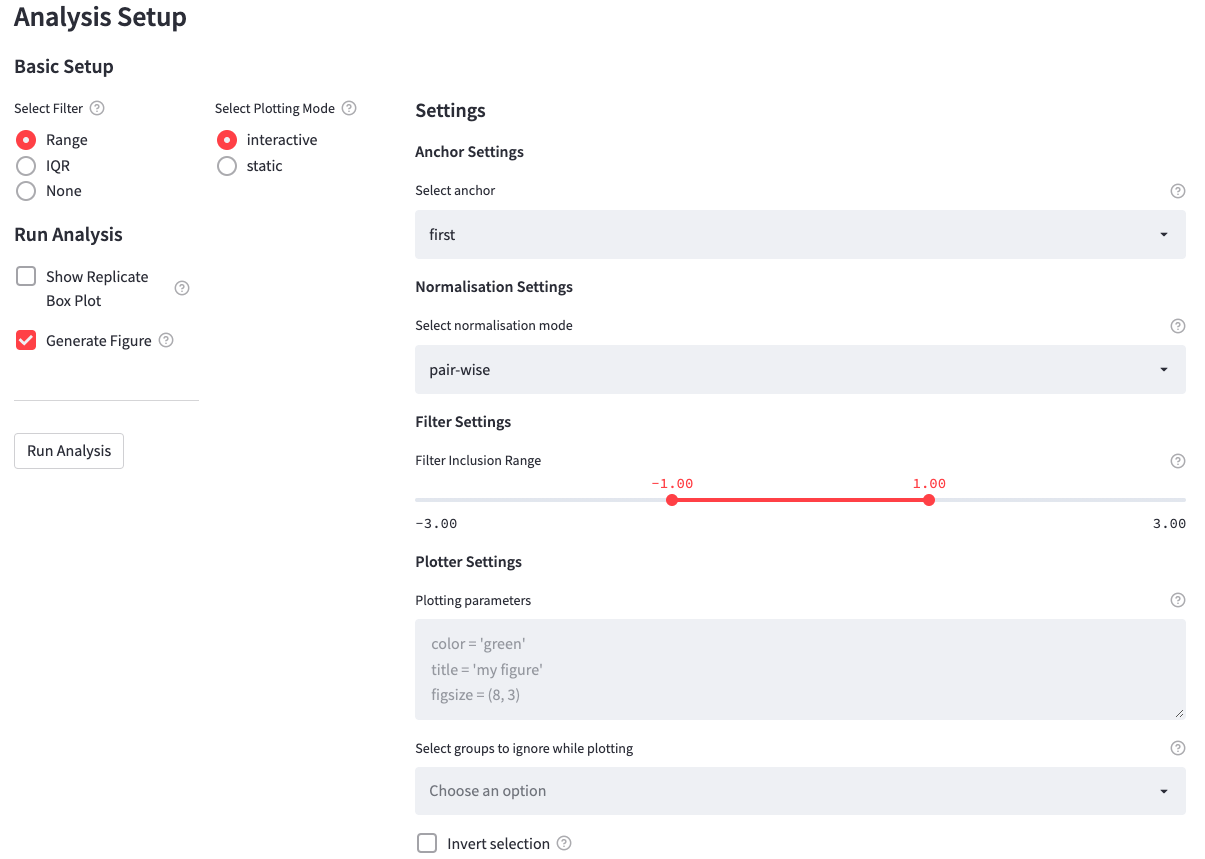 Analysis Setup
Basic Setup
Select Filter
Range
IQR
None
Select Plotting Mode
interactive
static
Run Analysis
Show Replicate
Box Plot
Generate Figure
Run Analysis
Settings
Anchor Settings
Select anchor
first
Normalisation Settings
Select normalisation mode
pair-wise
Filter Settings
Filter Inclusion Range
-1.00 1.00
-3.00 3.00
Plotter Settings
Plotting parameters
color = 'green'
title = 'my figure'
figsize = (8, 3)
Select groups to ignore while plotting
Choose an option
Invert selection